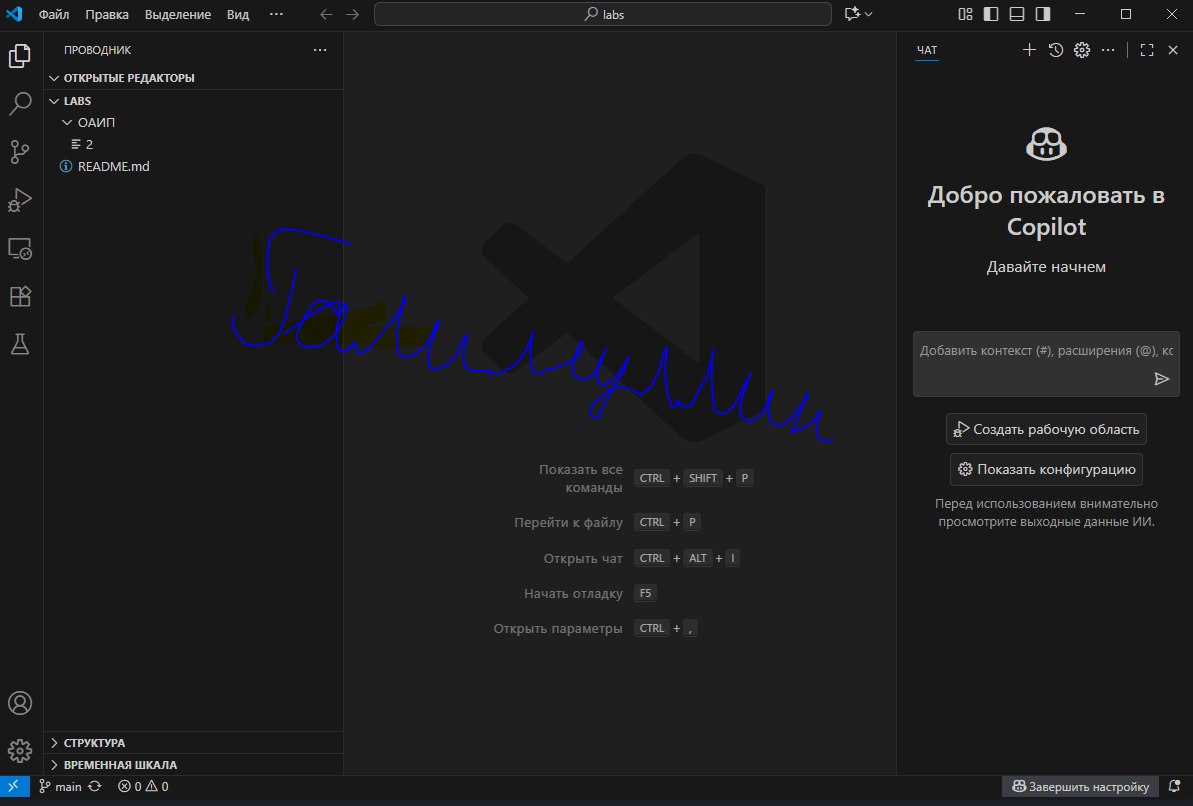 Файл Правка Выделение Вид ··· labs
ПРОВОДНИК ···
ОТКРЫТЫЕ РЕДАКТОРЫ
LABS
ОАИП
2
README.md
СТРУКТУРА
ВРЕМЕННАЯ ШКАЛА
Показать все
команды CTRL + SHIFT + P
Перейти к файлу CTRL + P
Открыть чат CTRL + ALT + I
Начать отладку F5
Открыть параметры CTRL + ,
ЧАТ
Добро пожаловать в
Copilot
Давайте начнем
Добавить контекст (#), расширения (@), кс
Создать рабочую область
Показать конфигурацию
Перед использованием внимательно
просмотрите выходные данные ИИ.
main 0 0 Завершить настройку